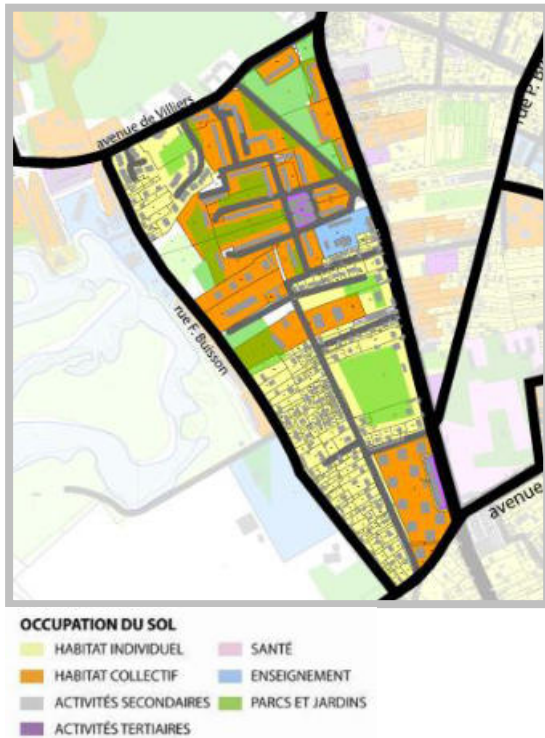 avenue de Villiers
rue P. B
rue F. Buisson
avenue
OCCUPATION DU SOL
HABITAT INDIVIDUEL
SANTÉ
HABITAT COLLECTIF
ENSEIGNEMENT
ACTIVITÉS SECONDAIRES
PARCS ET JARDINS
ACTIVITÉS TERTIAIRES